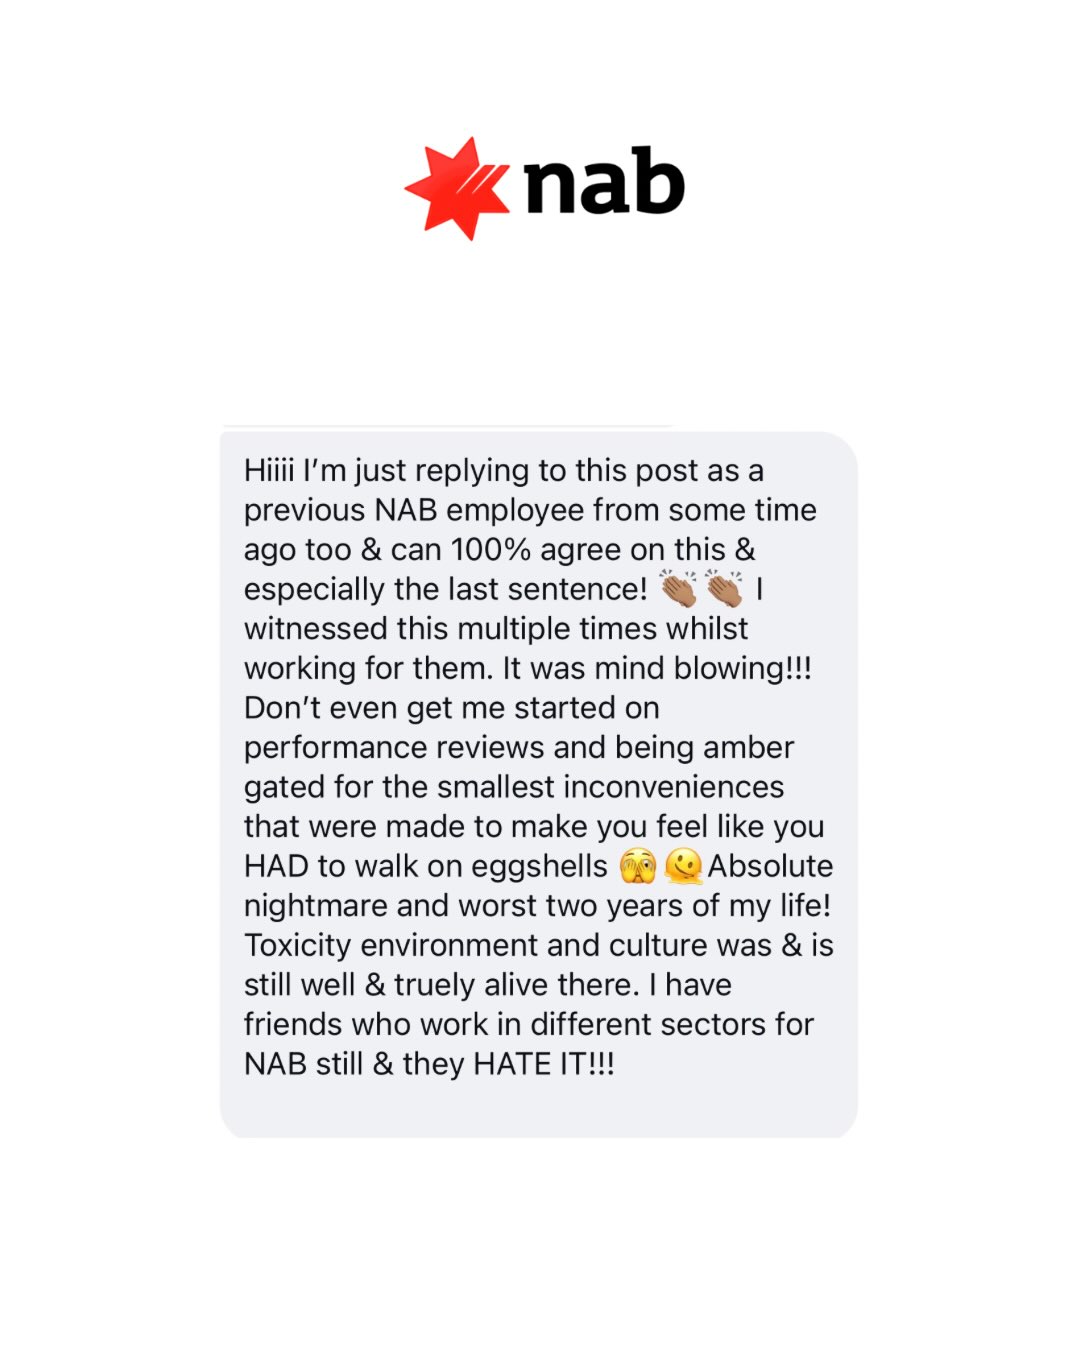 nab
Hiiii I’m just replying to this post as a
previous NAB employee from some time
ago too & can 100% agree on this &
especially the last sentence! 👏🏽👏🏽 I
witnessed this multiple times whilst
working for them. It was mind blowing!!!
Don’t even get me started on
performance reviews and being amber
gated for the smallest inconveniences
that were made to make you feel like you
HAD to walk on eggshells 🫣🫠Absolute
nightmare and worst two years of my life!
Toxicity environment and culture was & is
still well & truely alive there. I have
friends who work in different sectors for
NAB still & they HATE IT!!!